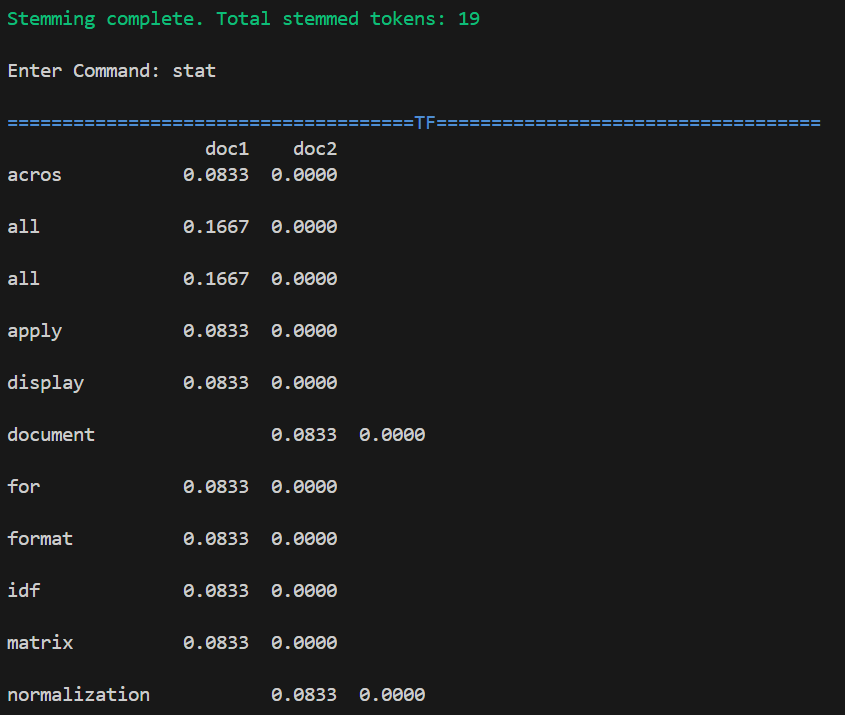 Stemming complete. Total stemmed tokens: 19
Enter Command: stat
=====================================TF===================================
doc1 doc2
acros 0.0833 0.0000
all 0.1667 0.0000
all 0.1667 0.0000
apply 0.0833 0.0000
display 0.0833 0.0000
document 0.0833 0.0000
for 0.0833 0.0000
format 0.0833 0.0000
idf 0.0833 0.0000
matrix 0.0833 0.0000
normalization 0.0833 0.0000